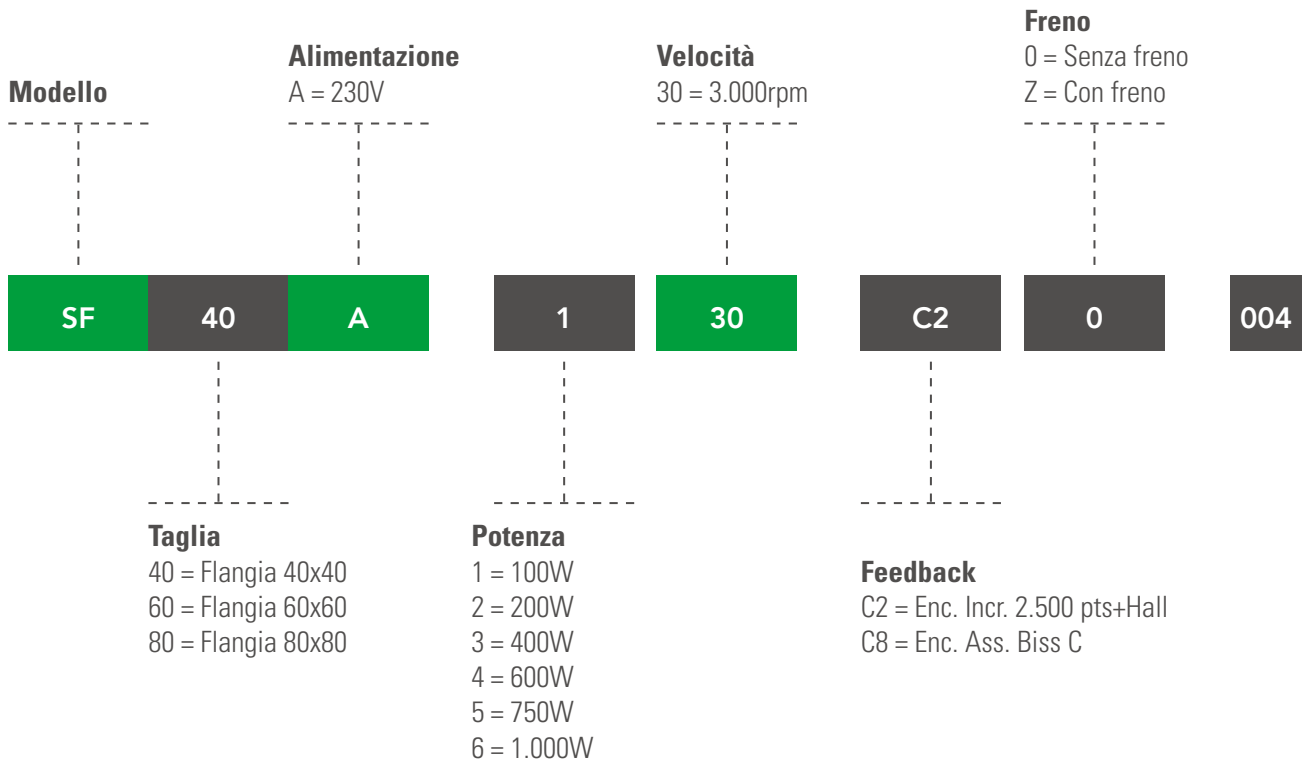 Modello
Alimentazione
A = 230V
Velocità
30 = 3.000rpm
Freno
0 = Senza freno
Z = Con freno
SF 40 A 1 30 C2 0 004
Taglia
40 = Flangia 40x40
60 = Flangia 60x60
80 = Flangia 80x80
Potenza
1 = 100W
2 = 200W
3 = 400W
4 = 600W
5 = 750W
6 = 1.000W
Feedback
C2 = Enc. Incr. 2.500 pts+Hall
C8 = Enc. Ass. Biss C